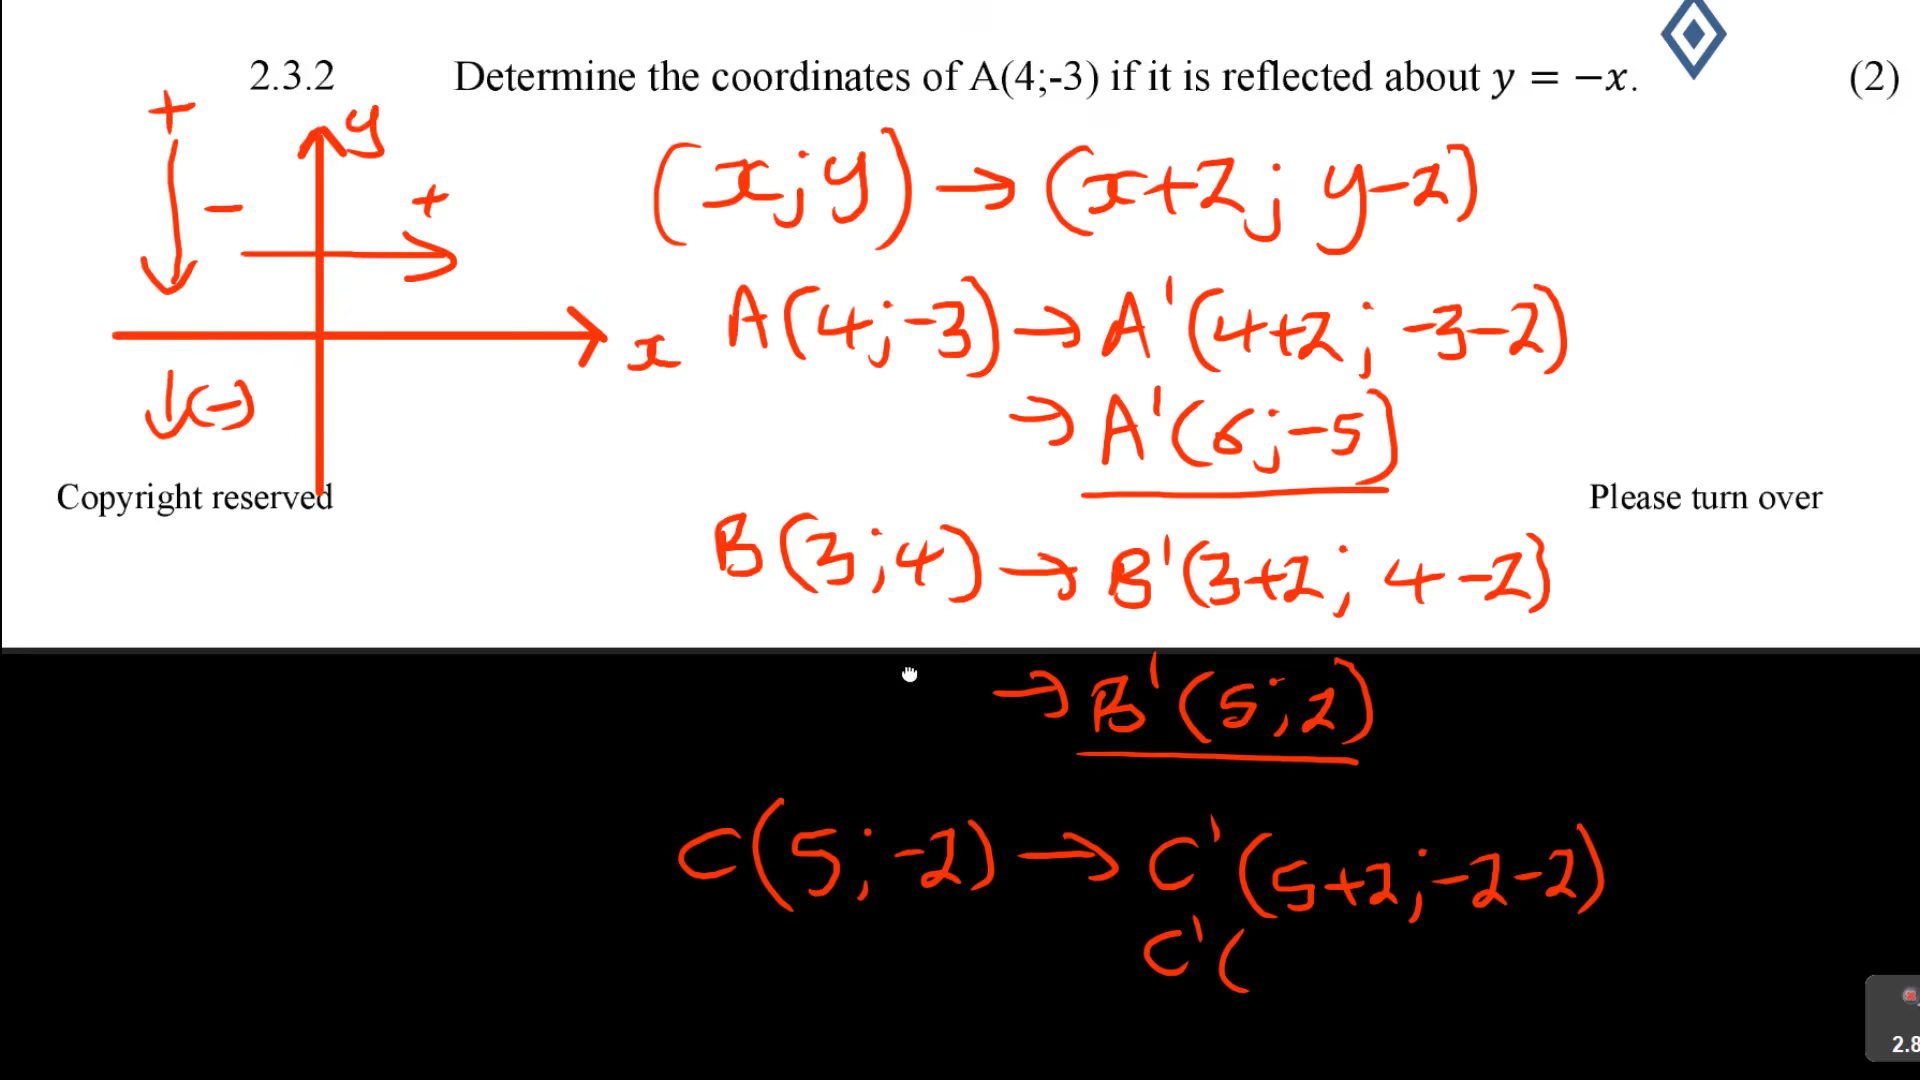 2.3.2 Determine the coordinates of A(4;-3) if it is reflected about y = −x. (2)
+ y
− +
(x;y) → (x+2; y-2)
x
A(4;-3) → A'(4+2; -3-2)
(-)
→ A'(6;-5)
Copyright reserved Please turn over
B(3;4) → B'(3+2; 4-2)
→ B'(5;2)
C(5;-2) → C'(5+2;-2-2)
C'(
2.8